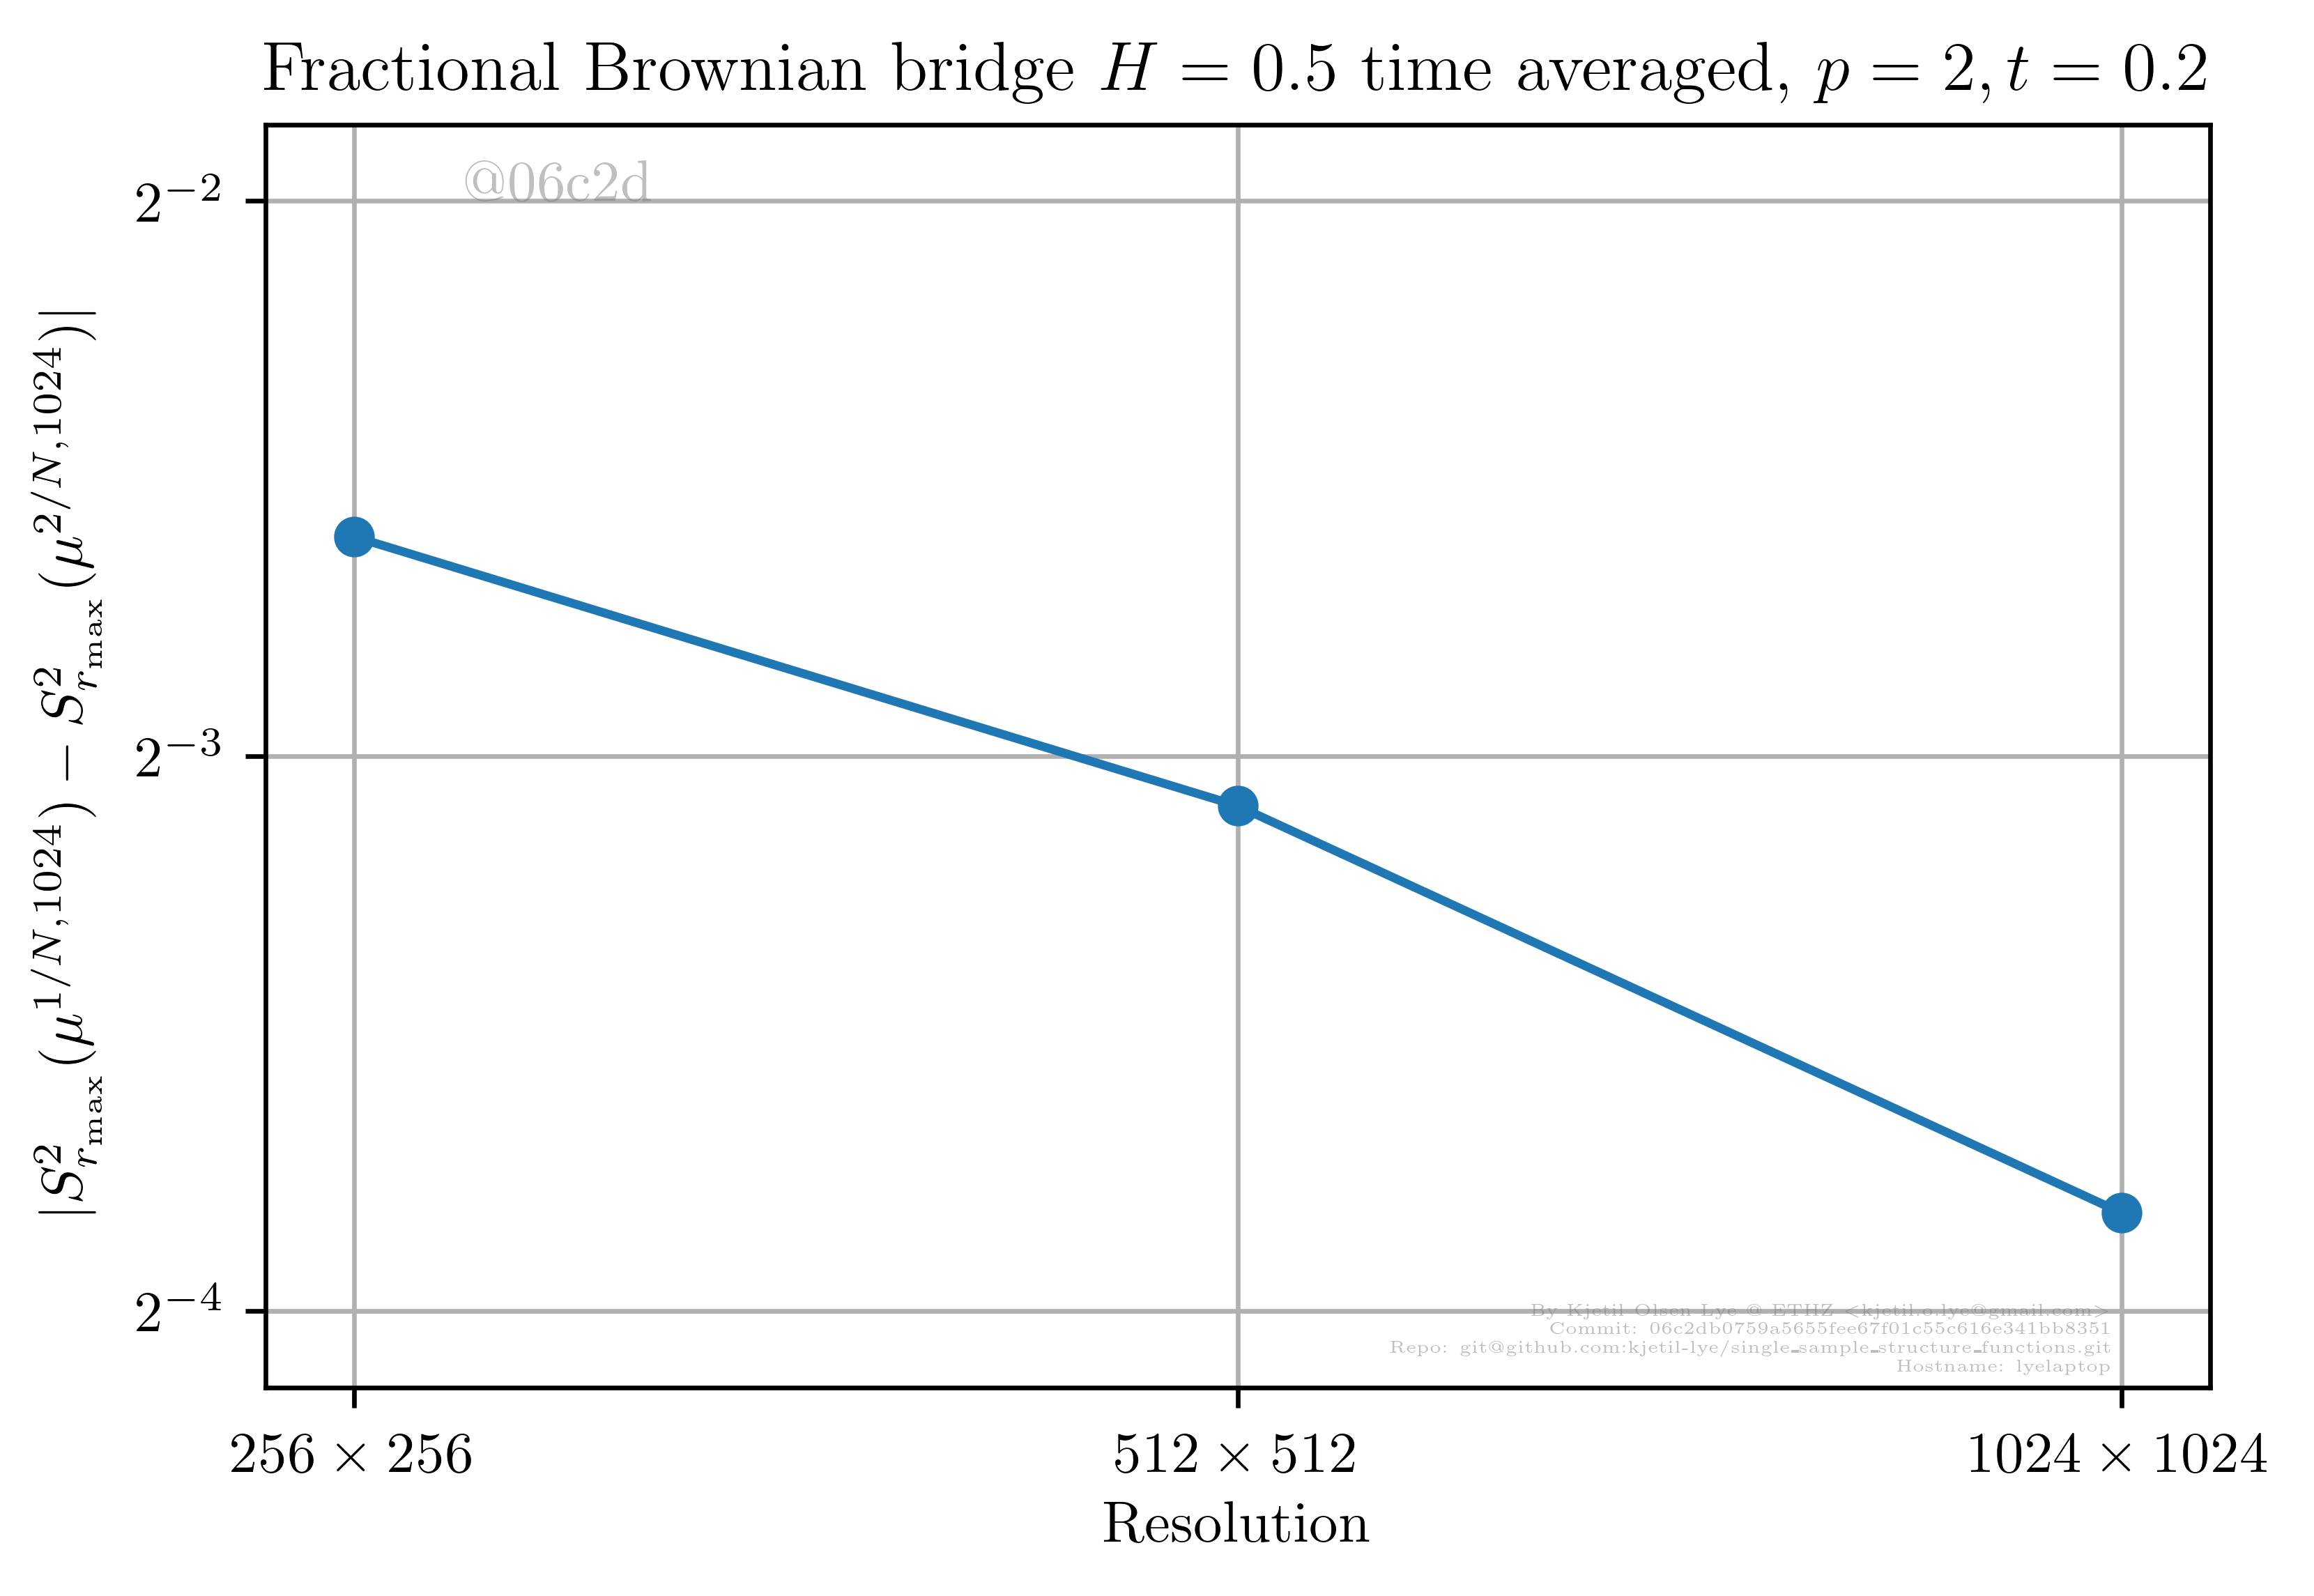 Fractional Brownian bridge H = 0.5 time averaged, p = 2, t = 0.2
@06c2d
2⁻²
2⁻³
2⁻⁴
|S²_{r_max}(μ^{1/N,1024}) − S²_{r_max}(μ^{2/N,1024})|
By Kjetil Olsen Lye @ ETHZ <kjetil.o.lye@gmail.com>
Commit: 06c2db0759a5655fee67f01c55c616e341bb8351
Repo: git@github.com:kjetil-lye/single_sample_structure_functions.git
Hostname: lyelaptop
256 × 256
512 × 512
1024 × 1024
Resolution